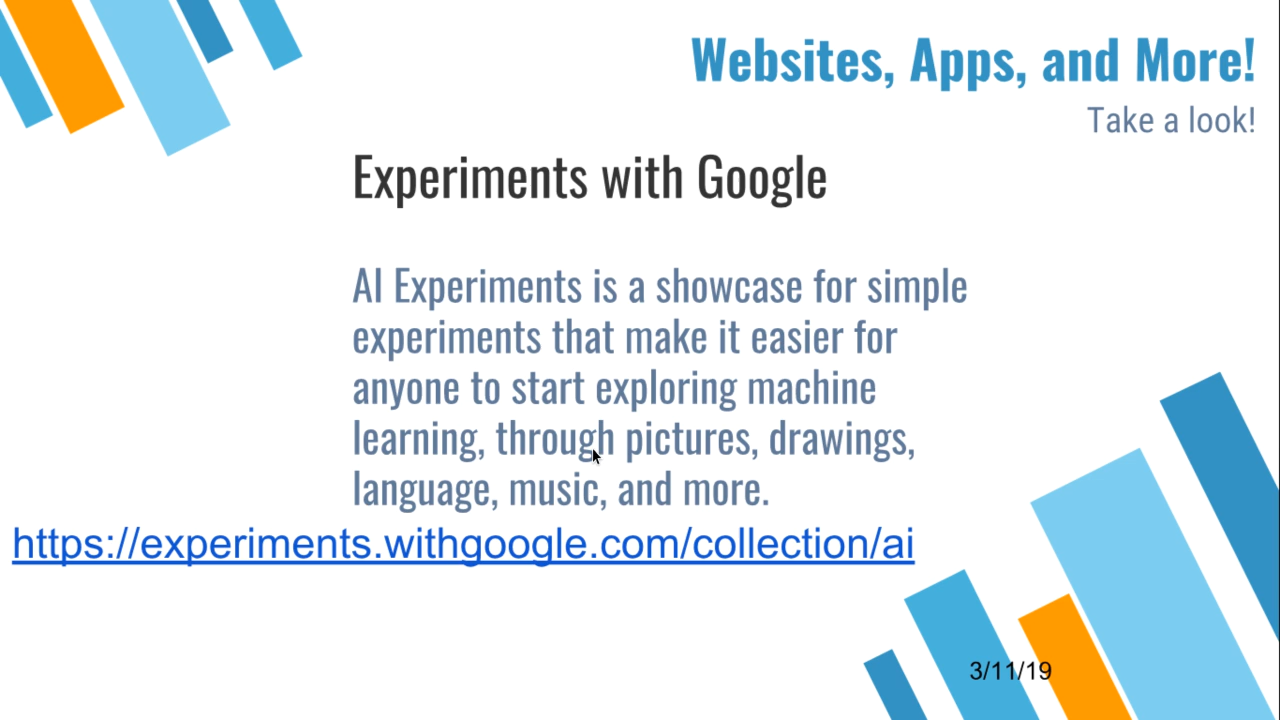 Websites, Apps, and More!
Take a look!
Experiments with Google
AI Experiments is a showcase for simple
experiments that make it easier for
anyone to start exploring machine
learning, through pictures, drawings,
language, music, and more.
https://experiments.withgoogle.com/collection/ai
3/11/19